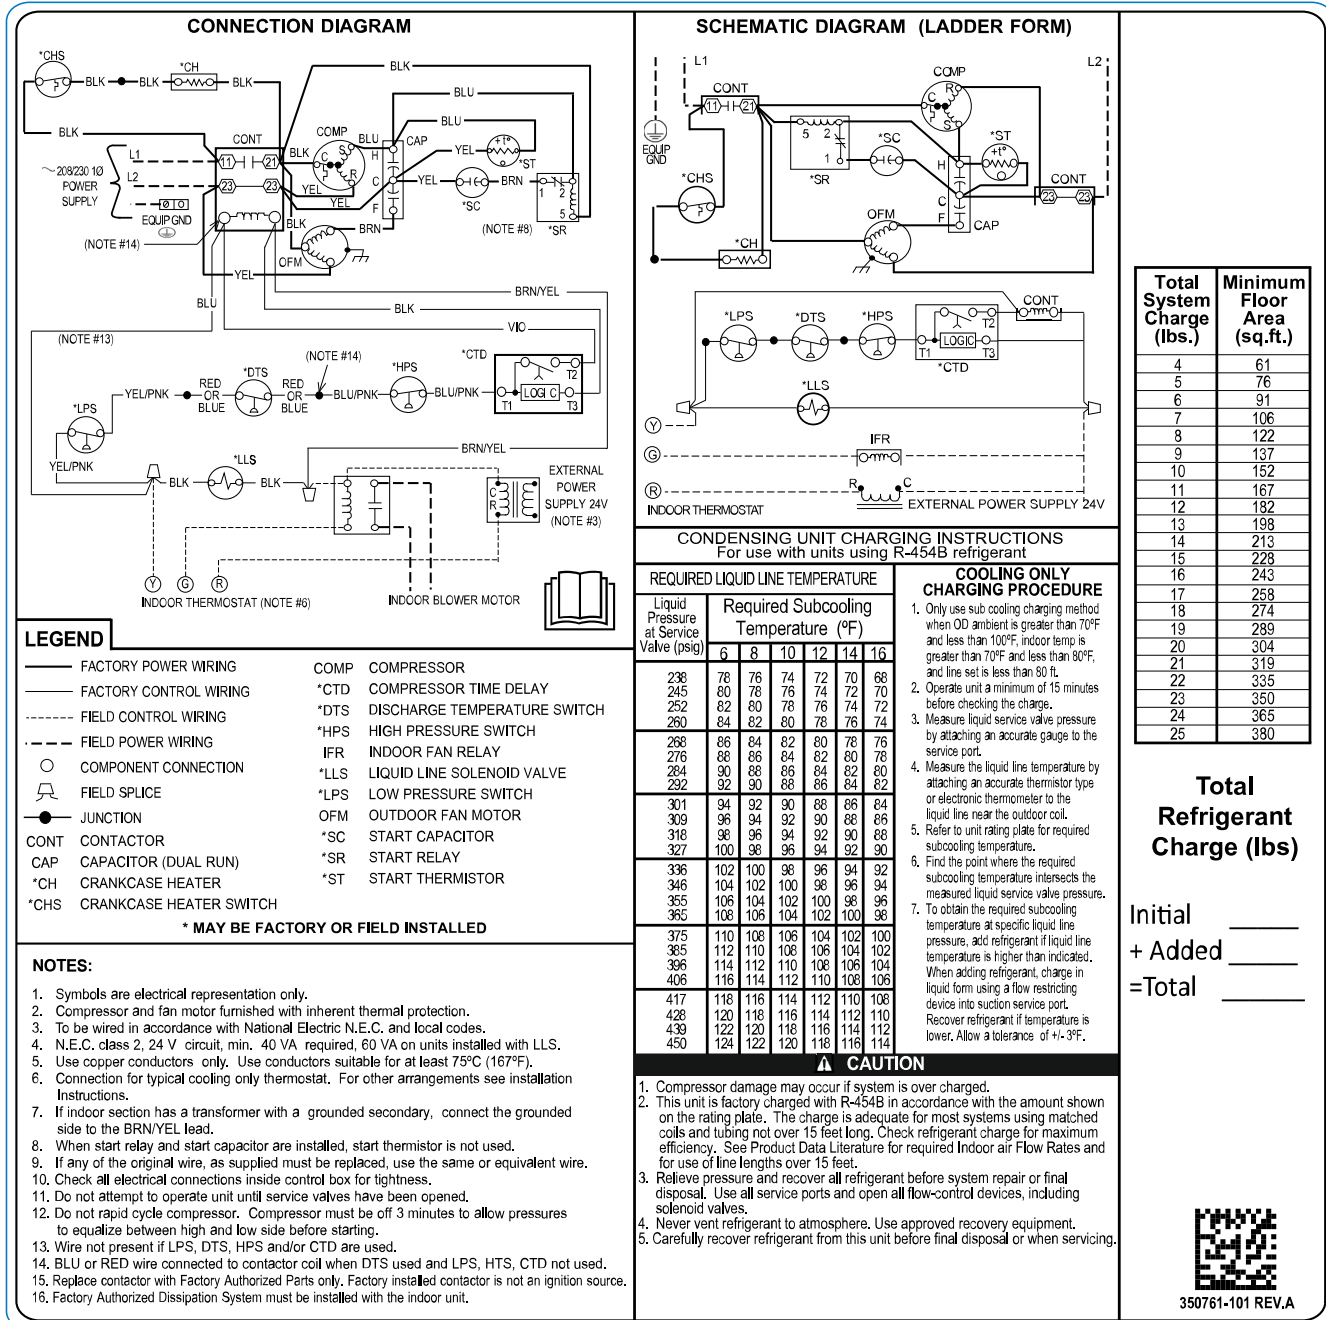 CONNECTION DIAGRAM
*CHS
BLK
BLK
*CH
BLK
BLK
BLU
BLK
CONT
COMP
BLU
BLU
CAP
L1
L2
~ 208/230 1Ø
POWER
SUPPLY
11
21
23
23
BLK
C
S
R
H
C
F
YEL
+t°
*ST
YEL
YEL
YEL
BRN
1
2
5
*SC
*SR
(NOTE #8)
EQUIP GND
BLK
BRN
(NOTE #14)
OFM
YEL
BLU
BRN/YEL
BLK
VIO
(NOTE #13)
(NOTE #14)
*CTD
*HPS
*DTS
YEL/PNK
RED
OR
BLUE
RED
OR
BLUE
BLU/PNK
BLU/PNK
T1
LOGIC
T2
T3
*LPS
YEL/PNK
BRN/YEL
*LLS
BLK
BLK
C
R
EXTERNAL
POWER
SUPPLY 24V
(NOTE #3)
Y
G
R
INDOOR THERMOSTAT (NOTE #6)
INDOOR BLOWER MOTOR
LEGEND
FACTORY POWER WIRING
FACTORY CONTROL WIRING
FIELD CONTROL WIRING
FIELD POWER WIRING
COMPONENT CONNECTION
FIELD SPLICE
JUNCTION
CONT CONTACTOR
CAP CAPACITOR (DUAL RUN)
*CH CRANKCASE HEATER
*CHS CRANKCASE HEATER SWITCH
COMP COMPRESSOR
*CTD COMPRESSOR TIME DELAY
*DTS DISCHARGE TEMPERATURE SWITCH
*HPS HIGH PRESSURE SWITCH
IFR INDOOR FAN RELAY
*LLS LIQUID LINE SOLENOID VALVE
*LPS LOW PRESSURE SWITCH
OFM OUTDOOR FAN MOTOR
*SC START CAPACITOR
*SR START RELAY
*ST START THERMISTOR
* MAY BE FACTORY OR FIELD INSTALLED
NOTES:
1. Symbols are electrical representation only.
2. Compressor and fan motor furnished with inherent thermal protection.
3. To be wired in accordance with National Electric N.E.C. and local codes.
4. N.E.C. class 2, 24 V circuit, min. 40 VA required, 60 VA on units installed with LLS.
5. Use copper conductors only. Use conductors suitable for at least 75°C (167°F).
6. Connection for typical cooling only thermostat. For other arrangements see installation
Instructions.
7. If indoor section has a transformer with a grounded secondary, connect the grounded
side to the BRN/YEL lead.
8. When start relay and start capacitor are installed, start thermistor is not used.
9. If any of the original wire, as supplied must be replaced, use the same or equivalent wire.
10. Check all electrical connections inside control box for tightness.
11. Do not attempt to operate unit until service valves have been opened.
12. Do not rapid cycle compressor. Compressor must be off 3 minutes to allow pressures
to equalize between high and low side before starting.
13. Wire not present if LPS, DTS, HPS and/or CTD are used.
14. BLU or RED wire connected to contactor coil when DTS used and LPS, HTS, CTD not used.
15. Replace contactor with Factory Authorized Parts only. Factory installed contactor is not an ignition source.
16. Factory Authorized Dissipation System must be installed with the indoor unit.
SCHEMATIC DIAGRAM (LADDER FORM)
L1
L2
CONT
11
21
COMP
R
C
S
EQUIP
GND
5
2
1
*SR
*SC
*ST
+t°
*CHS
H
C
F
CAP
CONT
23
23
OFM
*CH
CONT
*LPS
*DTS
*HPS
T1
LOGIC
T2
T3
*CTD
*LLS
Y
G
IFR
R
R
C
INDOOR THERMOSTAT
EXTERNAL POWER SUPPLY 24V
CONDENSING UNIT CHARGING INSTRUCTIONS
For use with units using R-454B refrigerant
REQUIRED LIQUID LINE TEMPERATURE
Liquid
Pressure
at Service
Valve (psig)
Required Subcooling
Temperature (°F)
6 8 10 12 14 16
238 78 76 74 72 70 68
245 80 78 76 74 72 70
252 82 80 78 76 74 72
260 84 82 80 78 76 74
268 86 84 82 80 78 76
276 88 86 84 82 80 78
284 90 88 86 84 82 80
292 92 90 88 86 84 82
301 94 92 90 88 86 84
309 96 94 92 90 88 86
318 98 96 94 92 90 88
327 100 98 96 94 92 90
336 102 100 98 96 94 92
346 104 102 100 98 96 94
355 106 104 102 100 98 96
365 108 106 104 102 100 98
375 110 108 106 104 102 100
385 112 110 108 106 104 102
396 114 112 110 108 106 104
406 116 114 112 110 108 106
417 118 116 114 112 110 108
428 120 118 116 114 112 110
439 122 120 118 116 114 112
450 124 122 120 118 116 114
COOLING ONLY
CHARGING PROCEDURE
1. Only use sub cooling charging method
when OD ambient is greater than 70°F
and less than 100°F, indoor temp is
greater than 70°F and less than 80°F,
and line set is less than 80 ft.
2. Operate unit a minimum of 15 minutes
before checking the charge.
3. Measure liquid service valve pressure
by attaching an accurate gauge to the
service port.
4. Measure the liquid line temperature by
attaching an accurate thermistor type
or electronic thermometer to the
liquid line near the outdoor coil.
5. Refer to unit rating plate for required
subcooling temperature.
6. Find the point where the required
subcooling temperature intersects the
measured liquid service valve pressure.
7. To obtain the required subcooling
temperature at specific liquid line
pressure, add refrigerant if liquid line
temperature is higher than indicated.
When adding refrigerant, charge in
liquid form using a flow restricting
device into suction service port.
Recover refrigerant if temperature is
lower. Allow a tolerance of +/- 3°F.
CAUTION
1. Compressor damage may occur if system is over charged.
2. This unit is factory charged with R-454B in accordance with the amount shown
on the rating plate. The charge is adequate for most systems using matched
coils and tubing not over 15 feet long. Check refrigerant charge for maximum
efficiency. See Product Data Literature for required Indoor air Flow Rates and
for use of line lengths over 15 feet.
3. Relieve pressure and recover all refrigerant before system repair or final
disposal. Use all service ports and open all flow-control devices, including
solenoid valves.
4. Never vent refrigerant to atmosphere. Use approved recovery equipment.
5. Carefully recover refrigerant from this unit before final disposal or when servicing.
Total
System
Charge
(lbs.)
Minimum
Floor
Area
(sq.ft.)
4 61
5 76
6 91
7 106
8 122
9 137
10 152
11 167
12 182
13 198
14 213
15 228
16 243
17 258
18 274
19 289
20 304
21 319
22 335
23 350
24 365
25 380
Total
Refrigerant
Charge (lbs)
Initial _____
+ Added _____
=Total _____
350761-101 REV.A